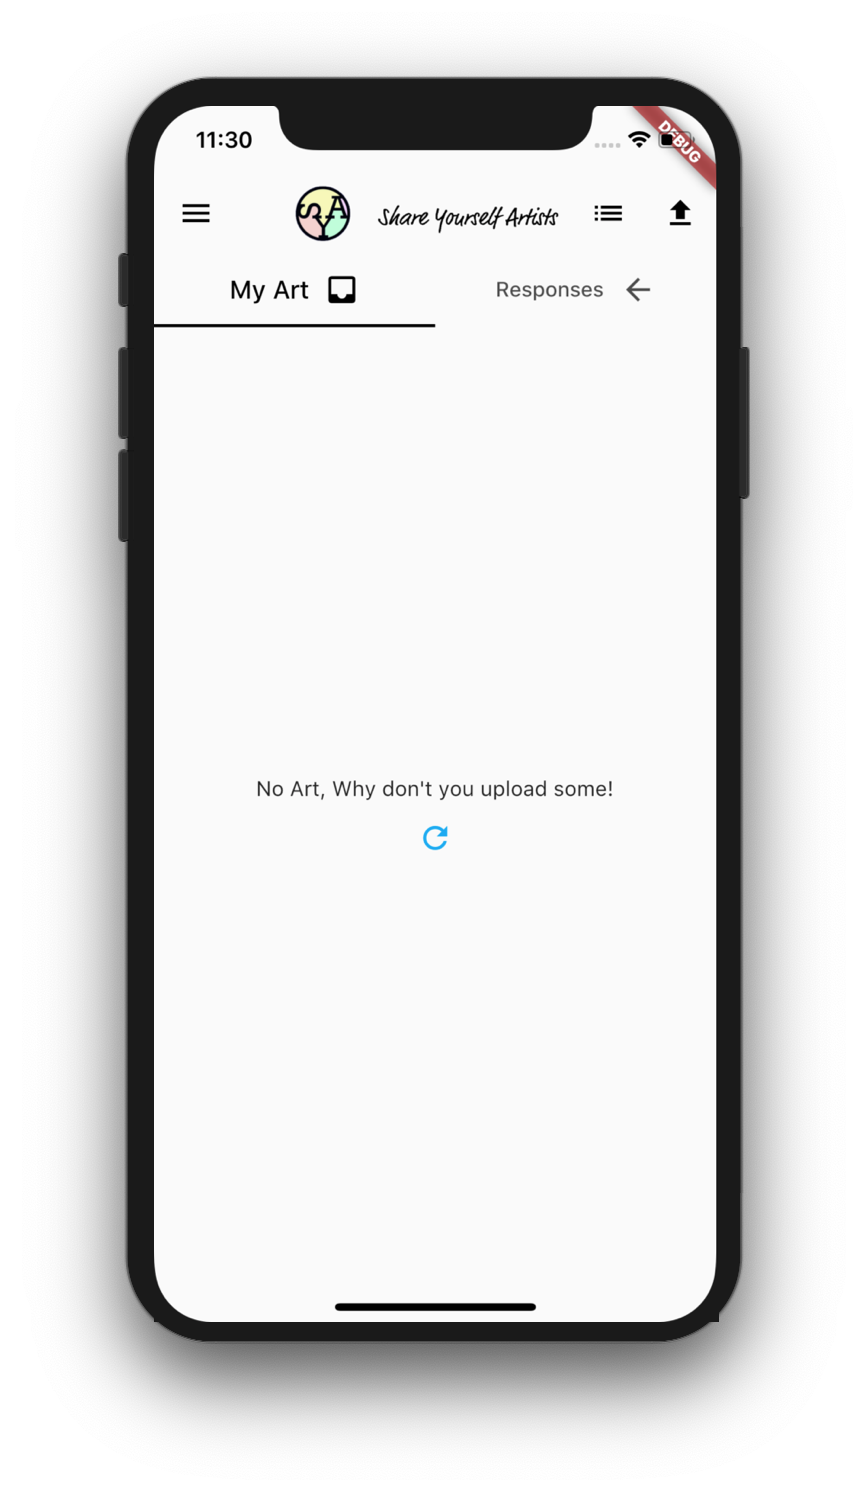 11:30
DEBUG
SYA
Share Yourself Artists
My Art
Responses
No Art, Why don't you upload some!